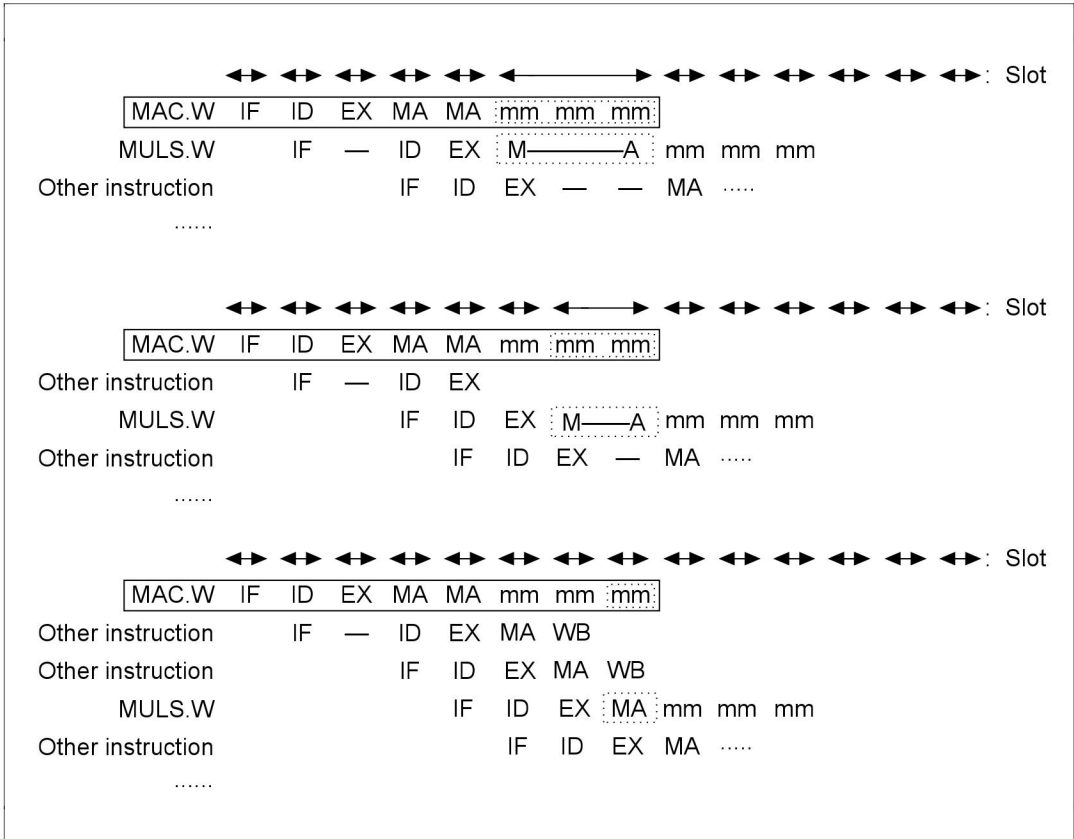 : Slot
MAC.W IF ID EX MA MA mm mm mm
MULS.W IF — ID EX M———A mm mm mm
Other instruction IF ID EX — — MA ·····
······
: Slot
MAC.W IF ID EX MA MA mm mm mm
Other instruction IF — ID EX
MULS.W IF ID EX M——A mm mm mm
Other instruction IF ID EX — MA ·····
······
: Slot
MAC.W IF ID EX MA MA mm mm mm
Other instruction IF — ID EX MA WB
Other instruction IF ID EX MA WB
MULS.W IF ID EX MA mm mm mm
Other instruction IF ID EX MA ·····
······